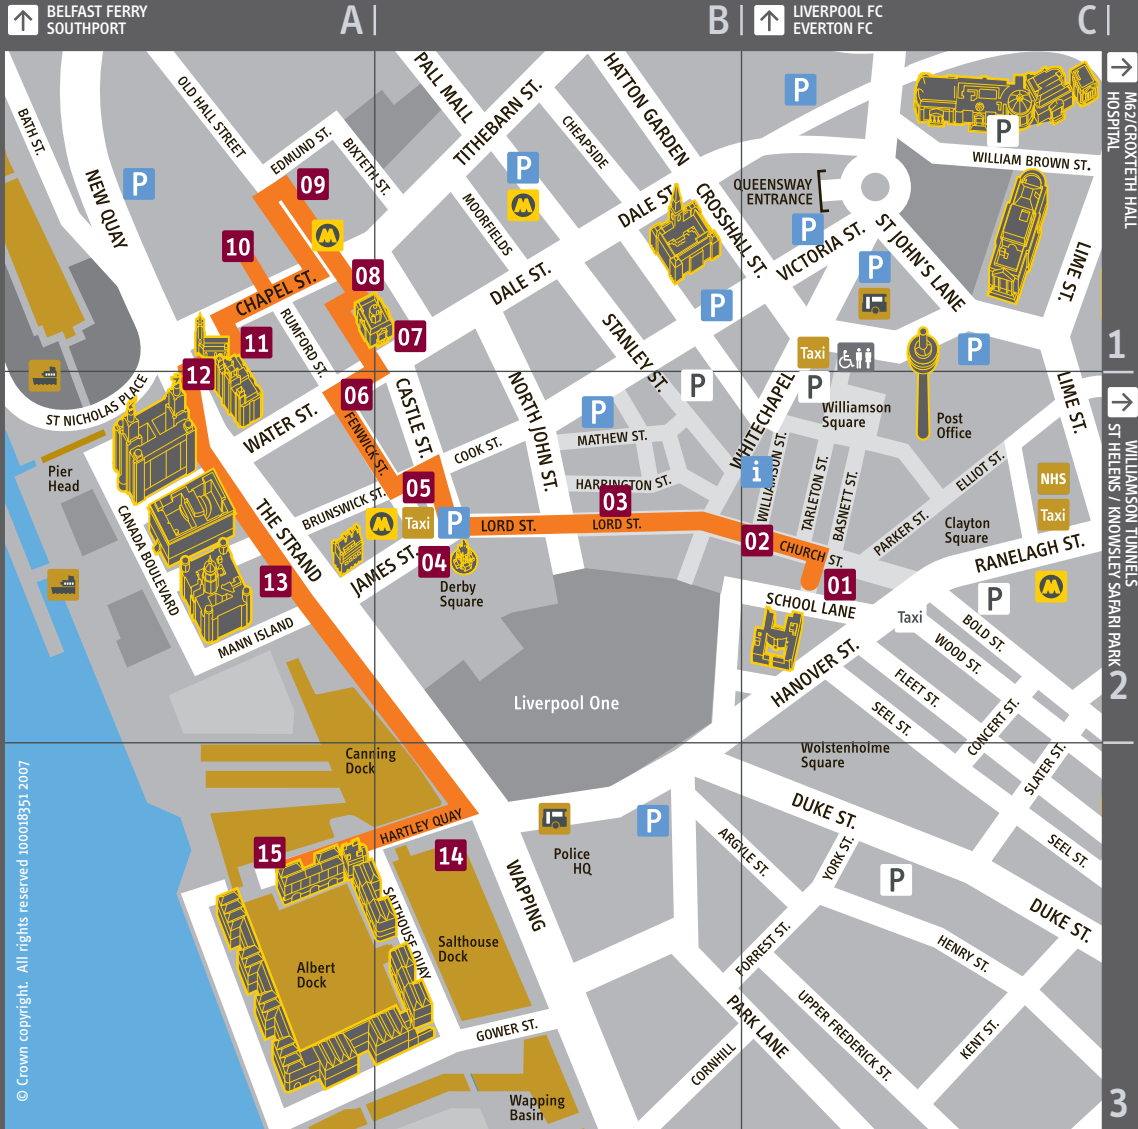 BELFAST FERRY
SOUTHPORT
A
B
LIVERPOOL FC
EVERTON FC
C
M62/CROXTETH HALL
HOSPITAL
BATH ST.
OLD HALL STREET
PALL MALL
TITHEBARN ST.
HATTON GARDEN
P
P
EDMUND ST.
BIXTETH ST.
CHEAPSIDE
WILLIAM BROWN ST.
NEW QUAY
P
09
P
MOORFIELDS
DALE ST.
CROSSHALL ST.
QUEENSWAY
ENTRANCE
P
VICTORIA ST.
ST JOHN'S LANE
LIME ST.
10
CHAPEL ST.
08
DALE ST.
P
P
RUMFORD ST.
11
07
STANLEY ST.
Taxi
P
1
12
ST NICHOLAS PLACE
06
WATER ST.
FENWICK ST.
CASTLE ST.
NORTH JOHN ST.
P
P
P
WHITECHAPEL
Williamson
Square
Post
Office
LIME ST.
WILLIAMSON TUNNELS
ST HELENS / KNOWSLEY SAFARI PARK
MATHEW ST.
COOK ST.
Pier
Head
BRUNSWICK ST.
05
HARRINGTON ST.
03
i
WILLIAMSON ST.
TARLETON ST.
BASNETT ST.
ELLIOT ST.
NHS
Taxi
CANADA BOULEVARD
THE STRAND
Taxi
P
LORD ST.
LORD ST.
02
CHURCH ST.
PARKER ST.
Clayton
Square
RANELAGH ST.
JAMES ST.
04
Derby
Square
13
01
SCHOOL LANE
Taxi
P
MANN ISLAND
HANOVER ST.
BOLD ST.
WOOD ST.
FLEET ST.
SEEL ST.
CONCERT ST.
2
Liverpool One
Canning
Dock
Wolstenholme
Square
SLATER ST.
HARTLEY QUAY
15
14
Police
HQ
P
DUKE ST.
ARGYLE ST.
YORK ST.
SEEL ST.
P
WAPPING
SALTHOUSE QUAY
Salthouse
Dock
Albert
Dock
FORREST ST.
HENRY ST.
DUKE ST.
GOWER ST.
PARK LANE
UPPER FREDERICK ST.
KENT ST.
CORNHILL
Wapping
Basin
3
© Crown copyright. All rights reserved 100018351 2007